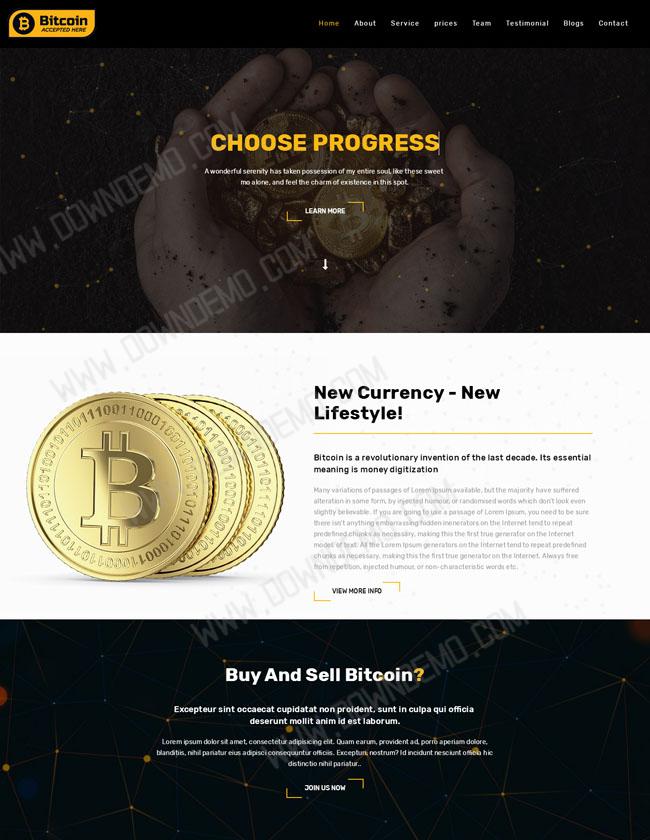 Bitcoin
ACCEPTED HERE
Home About Service prices Team Testimonial Blogs Contact
CHOOSE PROGRESS
A wonderful serenity has taken possession of my entire soul, like these sweet
mo alone, and feel the charm of existence in this spot.
LEARN MORE
WWW.DOWNDEMO.COM
WWW.DOWNDEMO.COM
New Currency - New
Lifestyle!
Bitcoin is a revolutionary invention of the last decade. Its essential
meaning is money digitization
Many variations of passages of Lorem Ipsum available, but the majority have suffered
alteration in some form, by injected humour, or randomised words which don't look even
slightly believable. If you are going to use a passage of Lorem Ipsum, you need to be sure
there isn't anything embarrassing hidden inenerators on the Internet tend to repeat
predefined chunks as necessary, making this the first true generator on the Internet
model of text. All the Lorem Ipsum generators on the Internet tend to repeat predefined
chunks as necessary, making this the first true generator on the Internet. Always free
from repetition, injected humour, or non-characteristic words etc.
VIEW MORE INFO
WWW.DOWNDEMO.COM
WWW.DOWNDEMO.COM
Buy And Sell Bitcoin?
Excepteur sint occaecat cupidatat non proident, sunt in culpa qui officia
deserunt mollit anim id est laborum.
Lorem ipsum dolor sit amet, consectetur adipisicing elit. Quam earum, provident ad, porro aperiam dolore,
blanditiis, nihil pariatur eius adipisci consequuntur officiis. Excepturi, nostrum? Id incidunt nesciunt officia hic
distinctio nihil pariatur..
JOIN US NOW